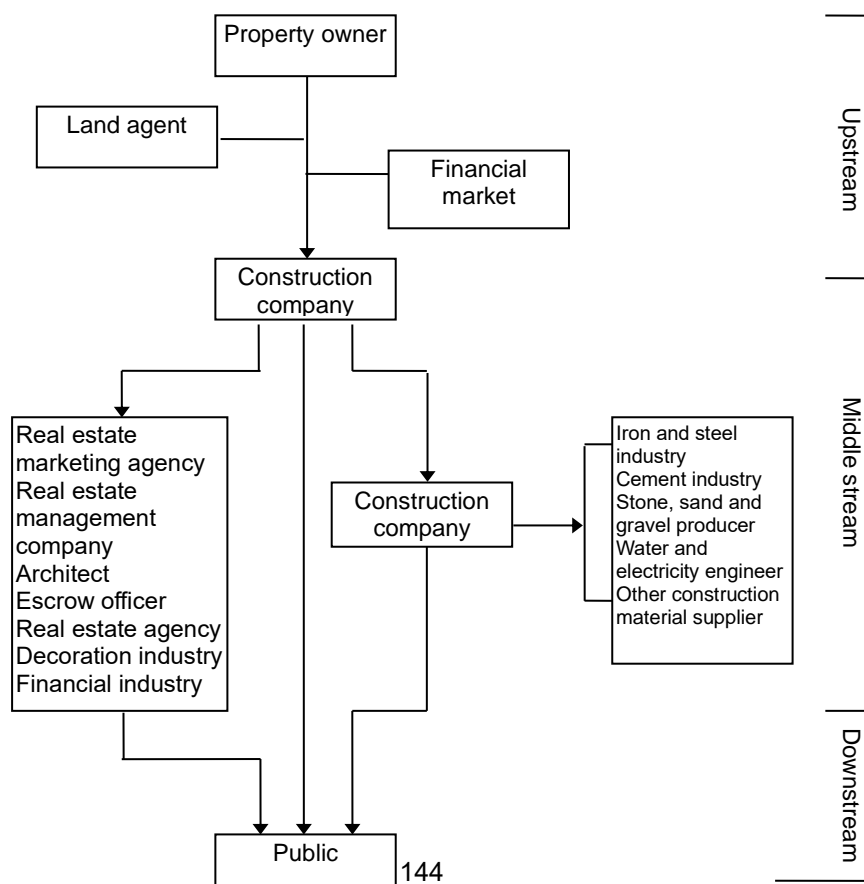 Property owner
Land agent
Financial
market
Upstream
Construction
company
Real estate
marketing agency
Real estate
management
company
Architect
Escrow officer
Real estate agency
Decoration industry
Financial industry
Construction
company
Iron and steel
industry
Cement industry
Stone, sand and
gravel producer
Water and
electricity engineer
Other construction
material supplier
Middle stream
Public
144
Downstream